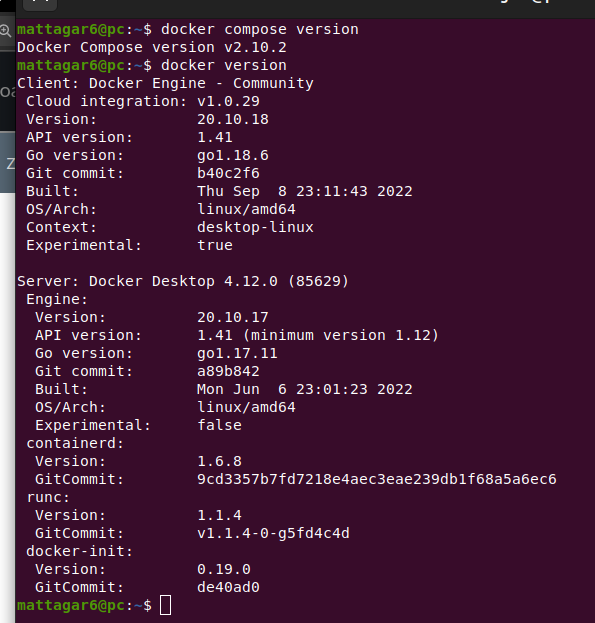 mattagar6@pc:~$ docker compose version
Docker Compose version v2.10.2
mattagar6@pc:~$ docker version
Client: Docker Engine - Community
 Cloud integration: v1.0.29
 Version:           20.10.18
 API version:       1.41
 Go version:        go1.18.6
 Git commit:        b40c2f6
 Built:             Thu Sep  8 23:11:43 2022
 OS/Arch:           linux/amd64
 Context:           desktop-linux
 Experimental:      true

Server: Docker Desktop 4.12.0 (85629)
 Engine:
  Version:          20.10.17
  API version:      1.41 (minimum version 1.12)
  Go version:       go1.17.11
  Git commit:       a89b842
  Built:            Mon Jun  6 23:01:23 2022
  OS/Arch:          linux/amd64
  Experimental:     false
 containerd:
  Version:          1.6.8
  GitCommit:        9cd3357b7fd7218e4aec3eae239db1f68a5a6ec6
 runc:
  Version:          1.1.4
  GitCommit:        v1.1.4-0-g5fd4c4d
 docker-init:
  Version:          0.19.0
  GitCommit:        de40ad0
mattagar6@pc:~$